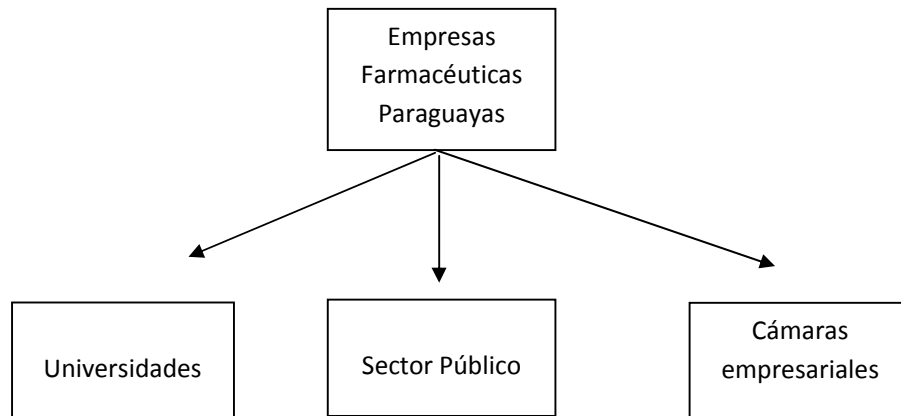 Empresas
Farmacéuticas
Paraguayas
Universidades
Sector Público
Cámaras
empresariales